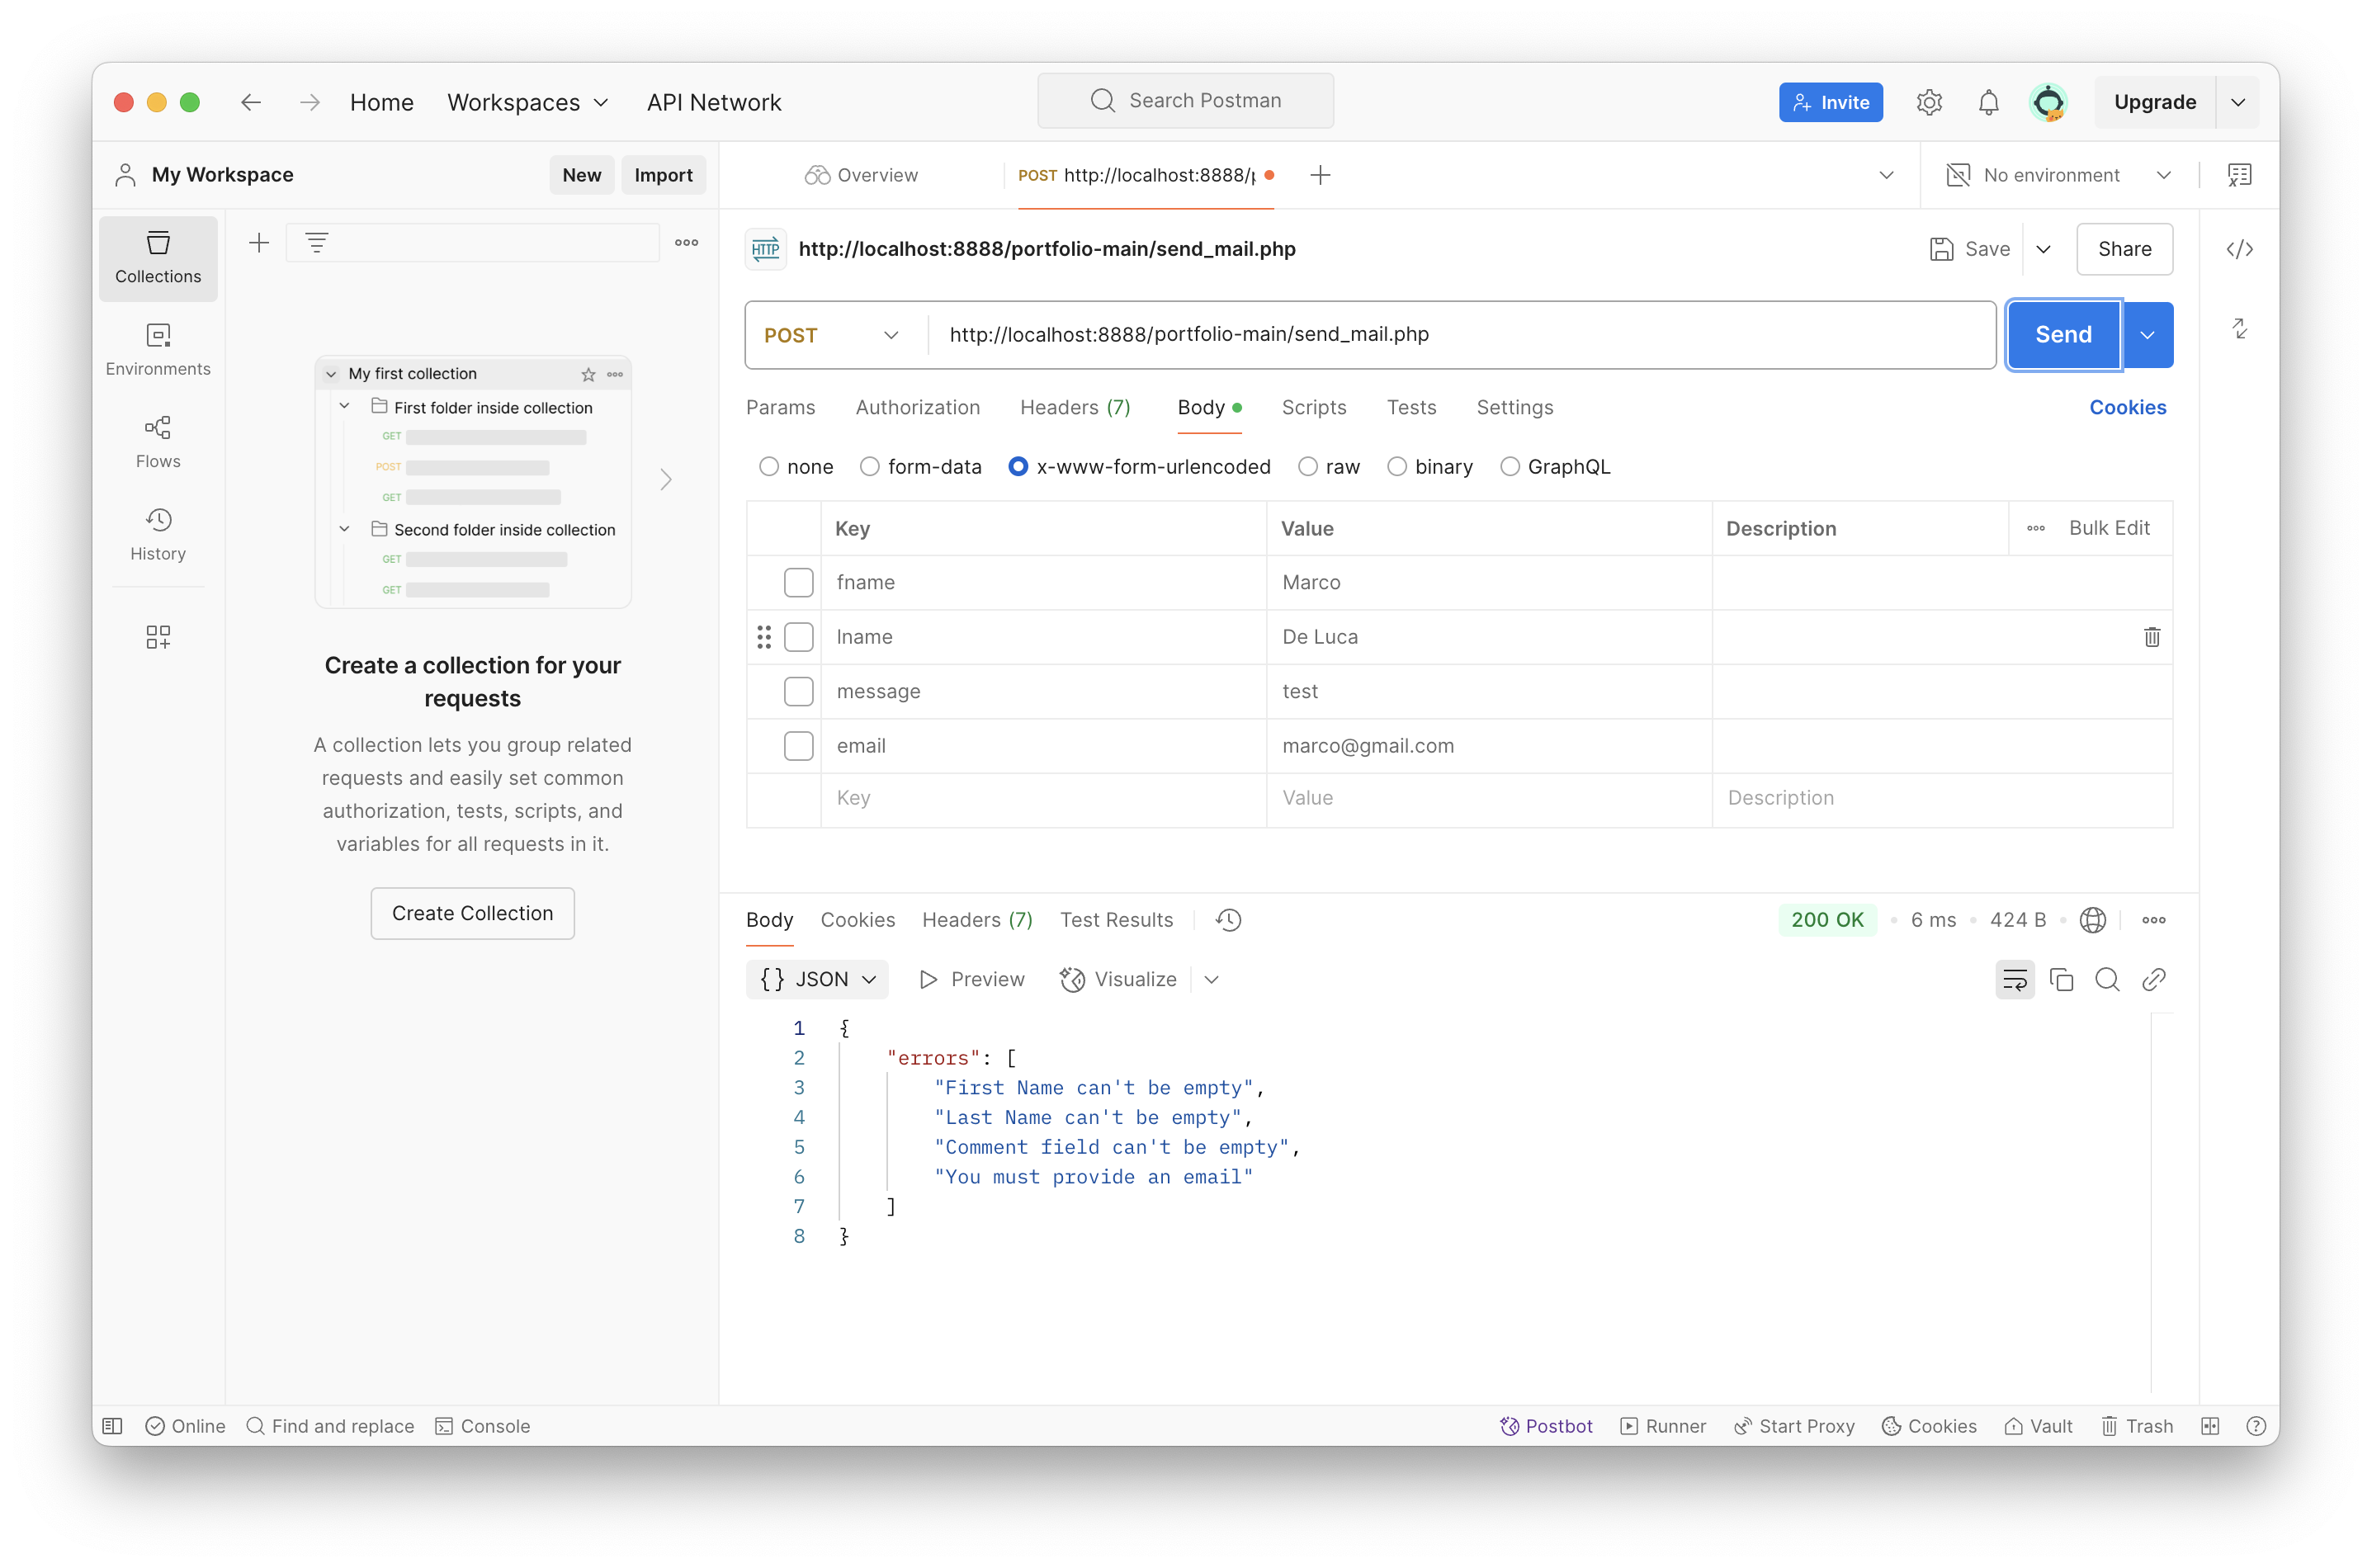 Home
Workspaces
API Network
Search Postman
Invite
Upgrade
My Workspace
New
Import
Overview
POST http://localhost:8888/p
No environment
Collections
Environments
Flows
History
My first collection
First folder inside collection
GET
POST
GET
Second folder inside collection
GET
GET
Create a collection for your
requests
A collection lets you group related
requests and easily set common
authorization, tests, scripts, and
variables for all requests in it.
Create Collection
HTTP
http://localhost:8888/portfolio-main/send_mail.php
Save
Share
POST
http://localhost:8888/portfolio-main/send_mail.php
Send
Params
Authorization
Headers (7)
Body
Scripts
Tests
Settings
Cookies
none
form-data
x-www-form-urlencoded
raw
binary
GraphQL
Key
Value
Description
Bulk Edit
fname
Marco
lname
De Luca
message
test
email
marco@gmail.com
Key
Value
Description
Body
Cookies
Headers (7)
Test Results
200 OK
6 ms
424 B
{} JSON
Preview
Visualize
1 {
2 "errors": [
3 "First Name can't be empty",
4 "Last Name can't be empty",
5 "Comment field can't be empty",
6 "You must provide an email"
7 ]
8 }
Online
Find and replace
Console
Postbot
Runner
Start Proxy
Cookies
Vault
Trash